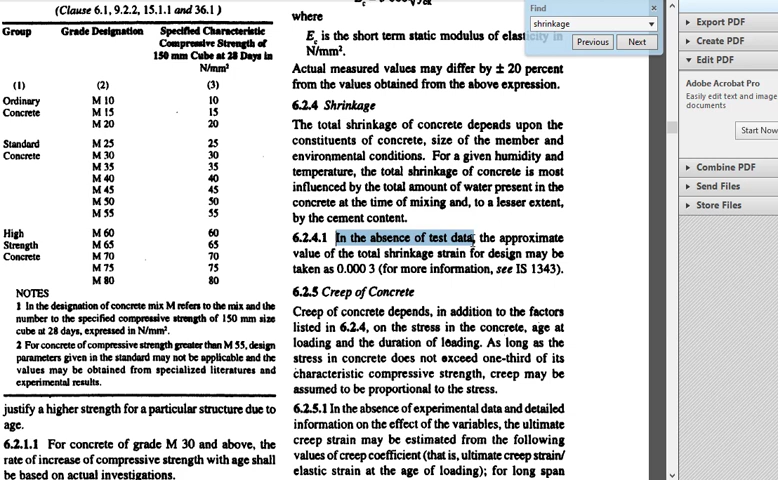 (Clause 6.1, 9.2.2, 15.1.1 and 36.1)
Group Grade Designation Specified Characteristic
Compressive Strength of
150 mm Cube at 28 Days in
N/mm²
(1) (2) (3)
Ordinary M 10 10
Concrete M 15 15
M 20 20
Standard M 25 25
Concrete M 30 30
M 35 35
M 40 40
M 45 45
M 50 50
M 55 55
High M 60 60
Strength M 65 65
Concrete M 70 70
M 75 75
M 80 80
NOTES
1 In the designation of concrete mix M refers to the mix and the
number to the specified compressive strength of 150 mm size
cube at 28 days, expressed in N/mm².
2 For concrete of compressive strength greater than M 55, design
parameters given in the standard may not be applicable and the
values may be obtained from specialized literatures and
experimental results.
justify a higher strength for a particular structure due to
age.
6.2.1.1 For concrete of grade M 30 and above, the
rate of increase of compressive strength with age shall
be based on actual investigations.
where
E_c is the short term static modulus of elasticity in
N/mm².
Actual measured values may differ by ± 20 percent
from the values obtained from the above expression.
6.2.4 Shrinkage
The total shrinkage of concrete depends upon the
constituents of concrete, size of the member and
environmental conditions. For a given humidity and
temperature, the total shrinkage of concrete is most
influenced by the total amount of water present in the
concrete at the time of mixing and, to a lesser extent,
by the cement content.
6.2.4.1 In the absence of test data, the approximate
value of the total shrinkage strain for design may be
taken as 0.000 3 (for more information, see IS 1343).
6.2.5 Creep of Concrete
Creep of concrete depends, in addition to the factors
listed in 6.2.4, on the stress in the concrete, age at
loading and the duration of loading. As long as the
stress in concrete does not exceed one-third of its
characteristic compressive strength, creep may be
assumed to be proportional to the stress.
6.2.5.1 In the absence of experimental data and detailed
information on the effect of the variables, the ultimate
creep strain may be estimated from the following
values of creep coefficient (that is, ultimate creep strain/
elastic strain at the age of loading); for long span
Find
shrinkage
Previous Next
Export PDF
Create PDF
Edit PDF
Adobe Acrobat Pro
Easily edit text and image
documents
Start Now
Combine PDF
Send Files
Store Files